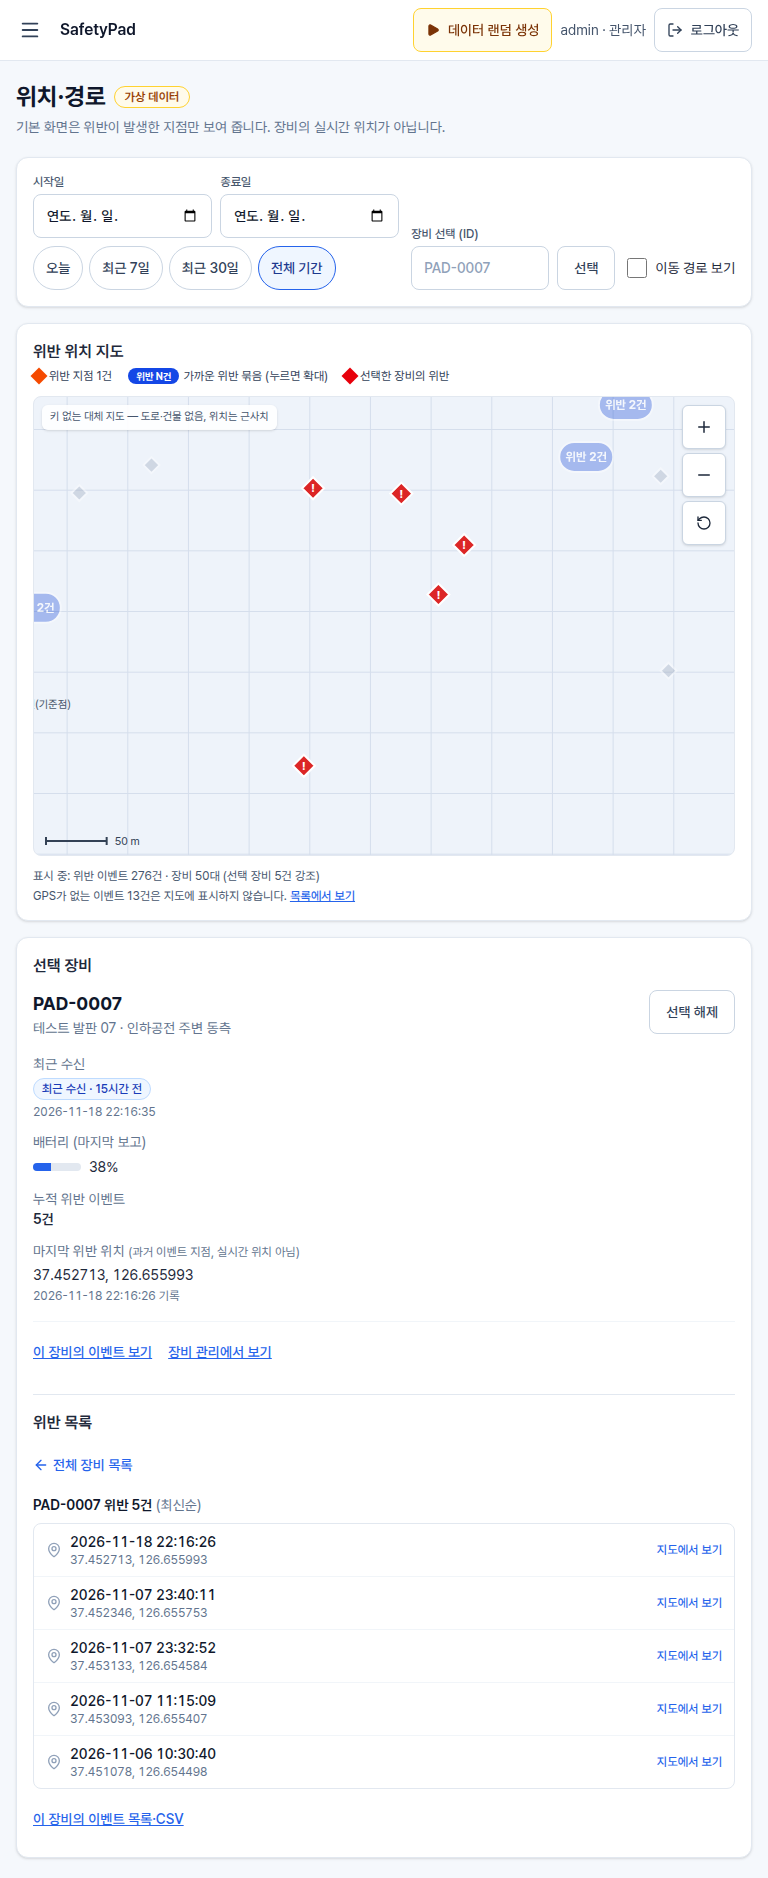 SafetyPad
데이터 랜덤 생성
admin · 관리자
로그아웃
위치·경로
가상 데이터
기본 화면은 위반이 발생한 지점만 보여 줍니다. 장비의 실시간 위치가 아닙니다.
시작일
종료일
연도. 월. 일.
연도. 월. 일.
장비 선택 (ID)
오늘
최근 7일
최근 30일
전체 기간
PAD-0007
선택
이동 경로 보기
위반 위치 지도
위반 지점 1건
위반 N건
가까운 위반 묶음 (누르면 확대)
선택한 장비의 위반
키 없는 대체 지도 — 도로·건물 없음, 위치는 근사치
위반 2건
위반 2건
2건
(기준점)
50 m
표시 중: 위반 이벤트 276건 · 장비 50대 (선택 장비 5건 강조)
GPS가 없는 이벤트 13건은 지도에 표시하지 않습니다. 목록에서 보기
선택 장비
PAD-0007
테스트 발판 07 · 인하공전 주변 동측
선택 해제
최근 수신
최근 수신 · 15시간 전
2026-11-18 22:16:35
배터리 (마지막 보고)
38%
누적 위반 이벤트
5건
마지막 위반 위치 (과거 이벤트 지점, 실시간 위치 아님)
37.452713, 126.655993
2026-11-18 22:16:26 기록
이 장비의 이벤트 보기
장비 관리에서 보기
위반 목록
← 전체 장비 목록
PAD-0007 위반 5건 (최신순)
2026-11-18 22:16:26
37.452713, 126.655993
지도에서 보기
2026-11-07 23:40:11
37.452346, 126.655753
지도에서 보기
2026-11-07 23:32:52
37.453133, 126.654584
지도에서 보기
2026-11-07 11:15:09
37.453093, 126.655407
지도에서 보기
2026-11-06 10:30:40
37.451078, 126.654498
지도에서 보기
이 장비의 이벤트 목록·CSV